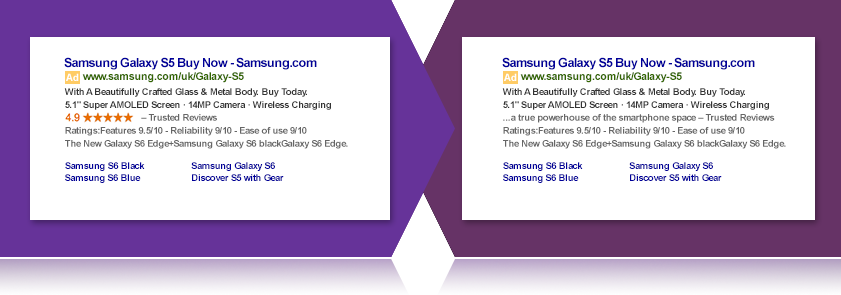 Samsung Galaxy S5 Buy Now - Samsung.com
Ad www.samsung.com/uk/Galaxy-S5
With A Beautifully Crafted Glass & Metal Body. Buy Today.
5.1" Super AMOLED Screen · 14MP Camera · Wireless Charging
4.9 ★★★★★ – Trusted Reviews
Ratings:Features 9.5/10 - Reliability 9/10 - Ease of use 9/10
The New Galaxy S6 Edge+Samsung Galaxy S6 blackGalaxy S6 Edge.
Samsung S6 Black Samsung Galaxy S6
Samsung S6 Blue Discover S5 with Gear
Samsung Galaxy S5 Buy Now - Samsung.com
Ad www.samsung.com/uk/Galaxy-S5
With A Beautifully Crafted Glass & Metal Body. Buy Today.
5.1" Super AMOLED Screen · 14MP Camera · Wireless Charging
...a true powerhouse of the smartphone space – Trusted Reviews
Ratings:Features 9.5/10 - Reliability 9/10 - Ease of use 9/10
The New Galaxy S6 Edge+Samsung Galaxy S6 blackGalaxy S6 Edge.
Samsung S6 Black Samsung Galaxy S6
Samsung S6 Blue Discover S5 with Gear